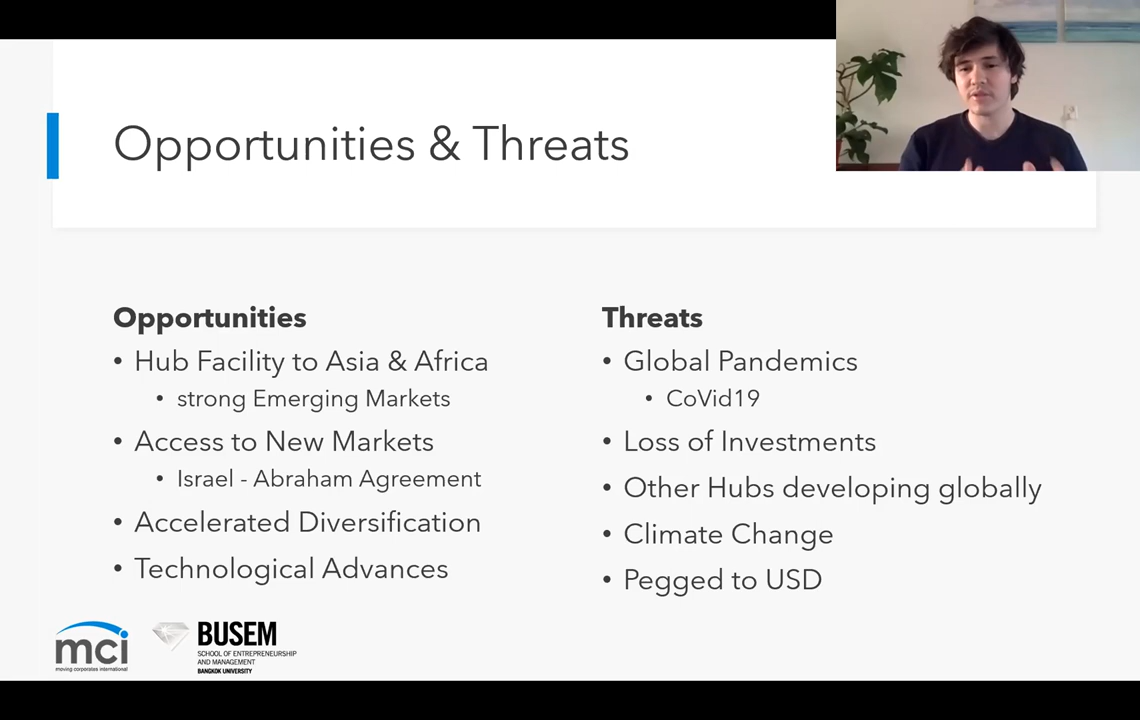 Opportunities & Threats
Opportunities
• Hub Facility to Asia & Africa
• strong Emerging Markets
• Access to New Markets
• Israel - Abraham Agreement
• Accelerated Diversification
• Technological Advances
Threats
• Global Pandemics
• CoVid19
• Loss of Investments
• Other Hubs developing globally
• Climate Change
• Pegged to USD
mci
moving corporates international
BUSEM
SCHOOL OF ENTREPRENEURSHIP
AND MANAGEMENT
BANGKOK UNIVERSITY